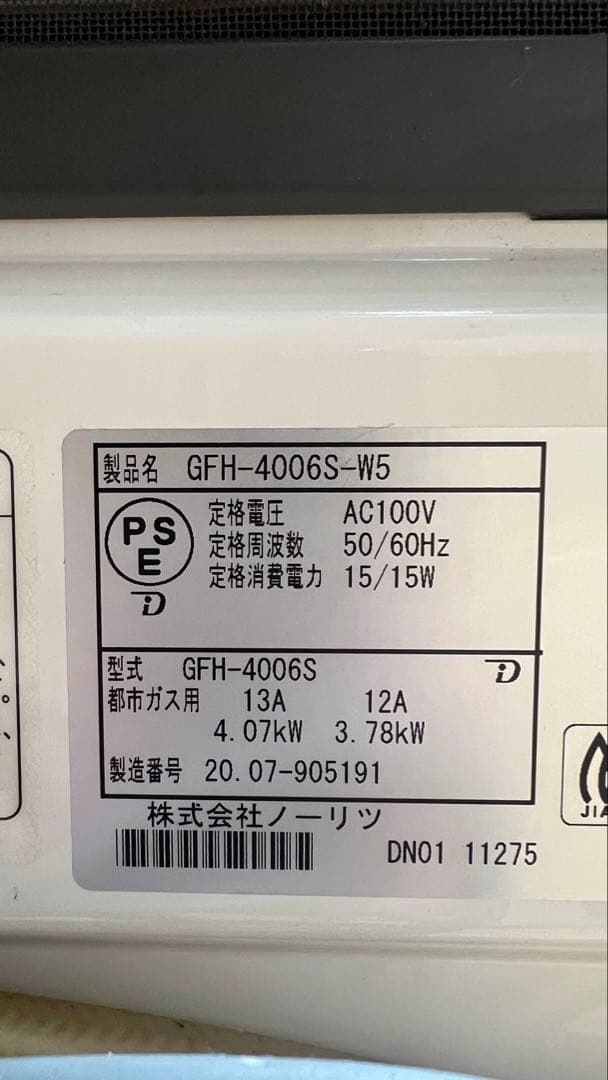 製品名 GFH-4006S-W5
PS
E
定格電圧 AC100V
定格周波数 50/60Hz
定格消費電力 15/15W
型式 GFH-4006S
都市ガス用 13A 12A
4.07kW 3.78kW
製造番号 20.07-905191
株式会社ノーリツ
DN01 11275